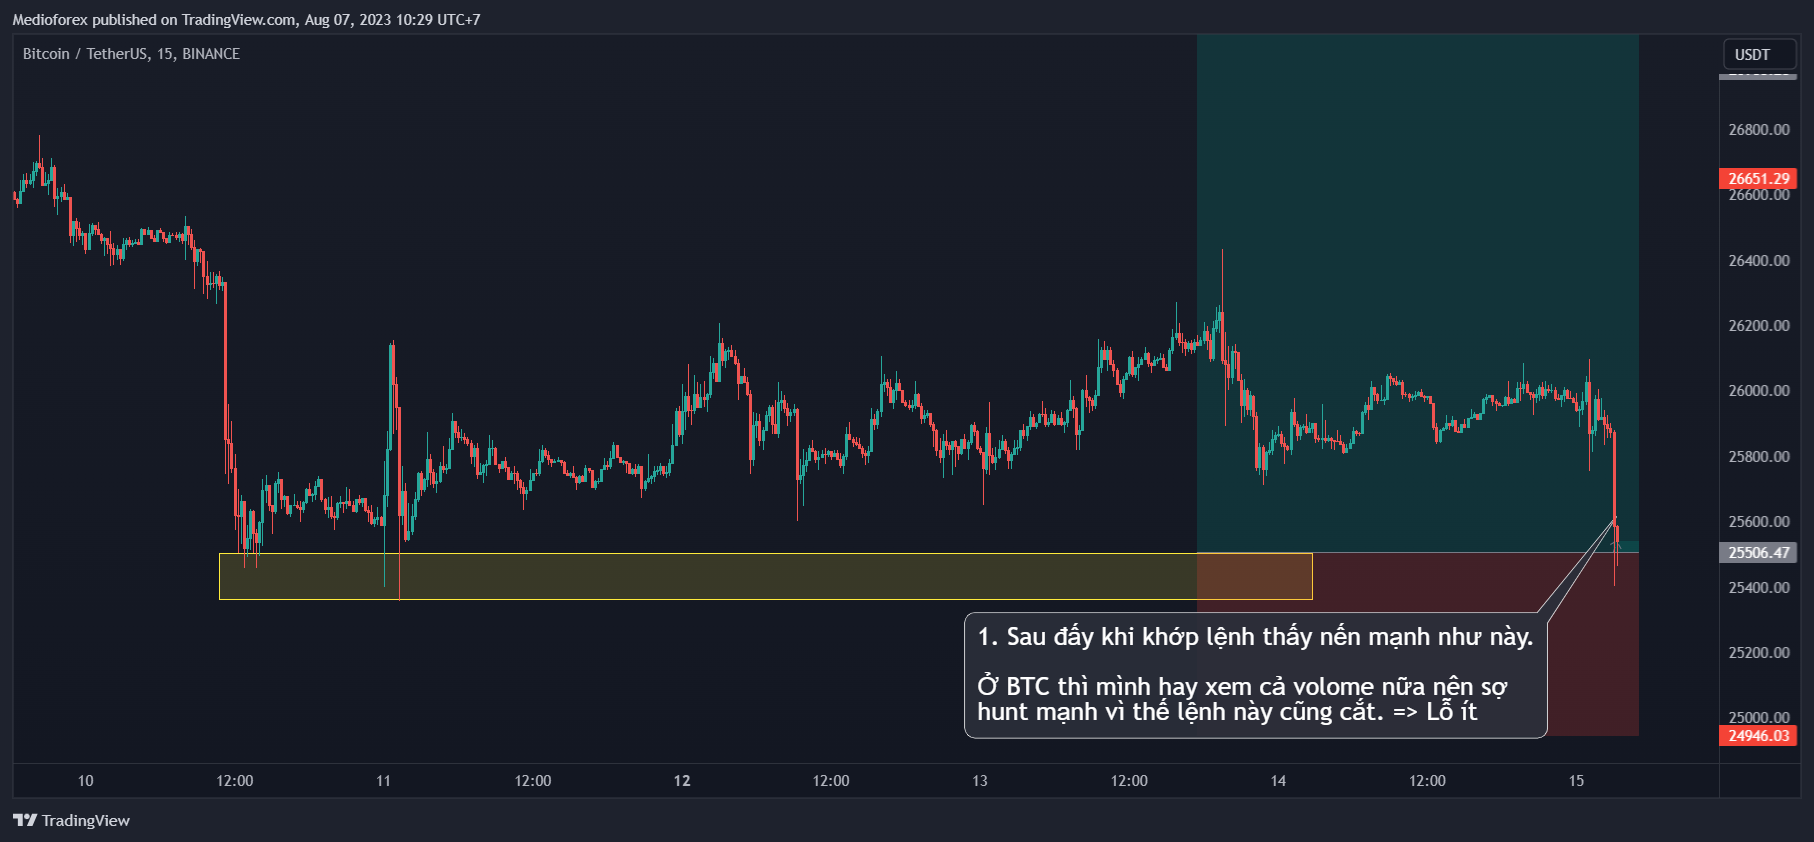 Medioforex published on TradingView.com, Aug 07, 2023 10:29 UTC+7
Bitcoin / TetherUS, 15, BINANCE
USDT
26800.00
26651.29
26600.00
26400.00
26200.00
26000.00
25800.00
25600.00
25506.47
25400.00
25200.00
25000.00
24946.03
1. Sau đấy khi khớp lệnh thấy nến mạnh như này.
Ở BTC thì mình hay xem cả volome nữa nên sợ
hunt mạnh vì thế lệnh này cũng cắt. => Lỗ ít
10 12:00 11 12:00 12 12:00 13 12:00 14 12:00 15
TradingView